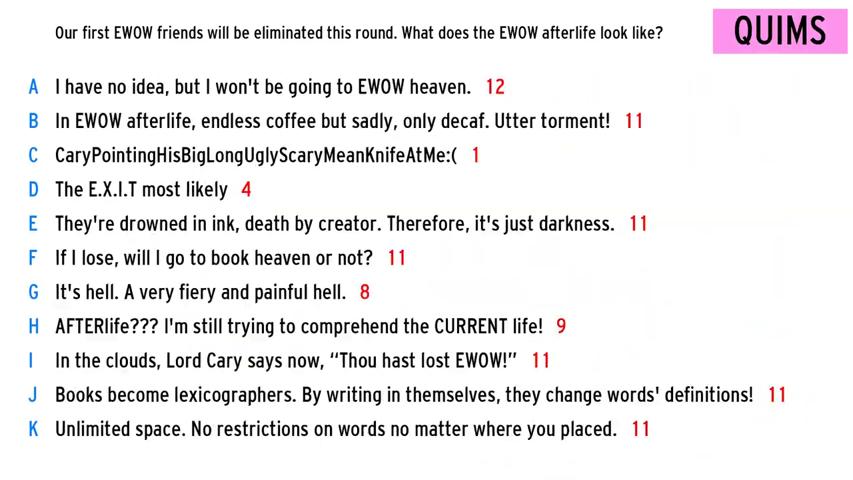 Our first EWOW friends will be eliminated this round. What does the EWOW afterlife look like?
QUIMS
A I have no idea, but I won't be going to EWOW heaven. 12
B In EWOW afterlife, endless coffee but sadly, only decaf. Utter torment! 11
C CaryPointingHisBigLongUglyScaryMeanKnifeAtMe:( 1
D The E.X.I.T most likely 4
E They're drowned in ink, death by creator. Therefore, it's just darkness. 11
F If I lose, will I go to book heaven or not? 11
G It's hell. A very fiery and painful hell. 8
H AFTERlife??? I'm still trying to comprehend the CURRENT life! 9
I In the clouds, Lord Cary says now, “Thou hast lost EWOW!” 11
J Books become lexicographers. By writing in themselves, they change words' definitions! 11
K Unlimited space. No restrictions on words no matter where you placed. 11